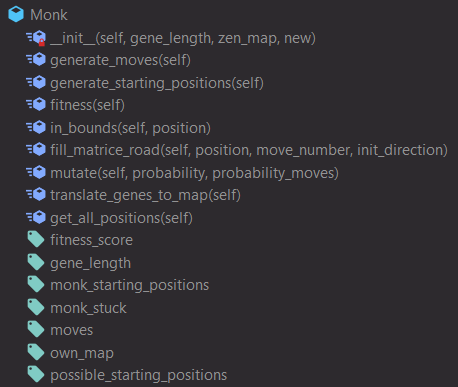 Monk
__init__(self, gene_length, zen_map, new)
generate_moves(self)
generate_starting_positions(self)
fitness(self)
in_bounds(self, position)
fill_matrice_road(self, position, move_number, init_direction)
mutate(self, probability, probability_moves)
translate_genes_to_map(self)
get_all_positions(self)
fitness_score
gene_length
monk_starting_positions
monk_stuck
moves
own_map
possible_starting_positions